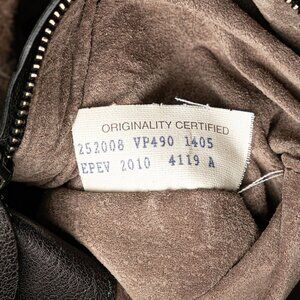 ORIGINALITY CERTIFIED
252008 VP490 1405
EPEV 2010 4119 A